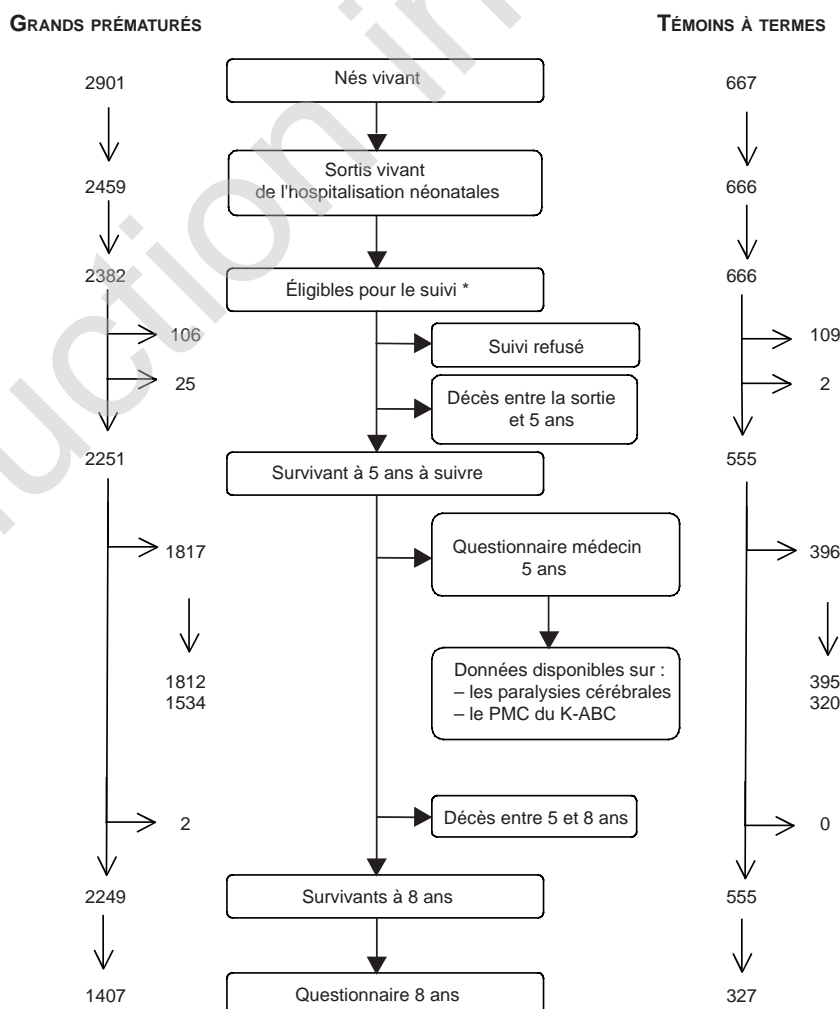 GRANDS PRÉMATURÉS
TÉMOINS À TERMES
2901
Nés vivant
667
2459
Sortis vivant
de l'hospitalisation néonatales
666
2382
Éligibles pour le suivi *
666
106
Suivi refusé
109
25
Décès entre la sortie
et 5 ans
2
2251
Survivant à 5 ans à suivre
555
1817
Questionnaire médecin
5 ans
396
1812
1534
Données disponibles sur :
– les paralysies cérébrales
– le PMC du K-ABC
395
320
2
Décès entre 5 et 8 ans
0
2249
Survivants à 8 ans
555
1407
Questionnaire 8 ans
327